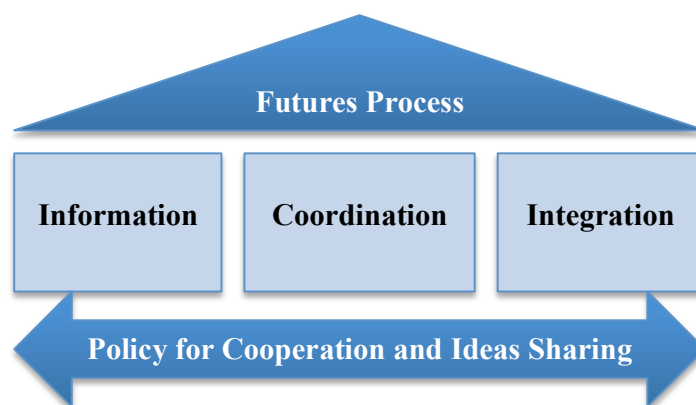 Futures Process
Information
Coordination
Integration
Policy for Cooperation and Ideas Sharing